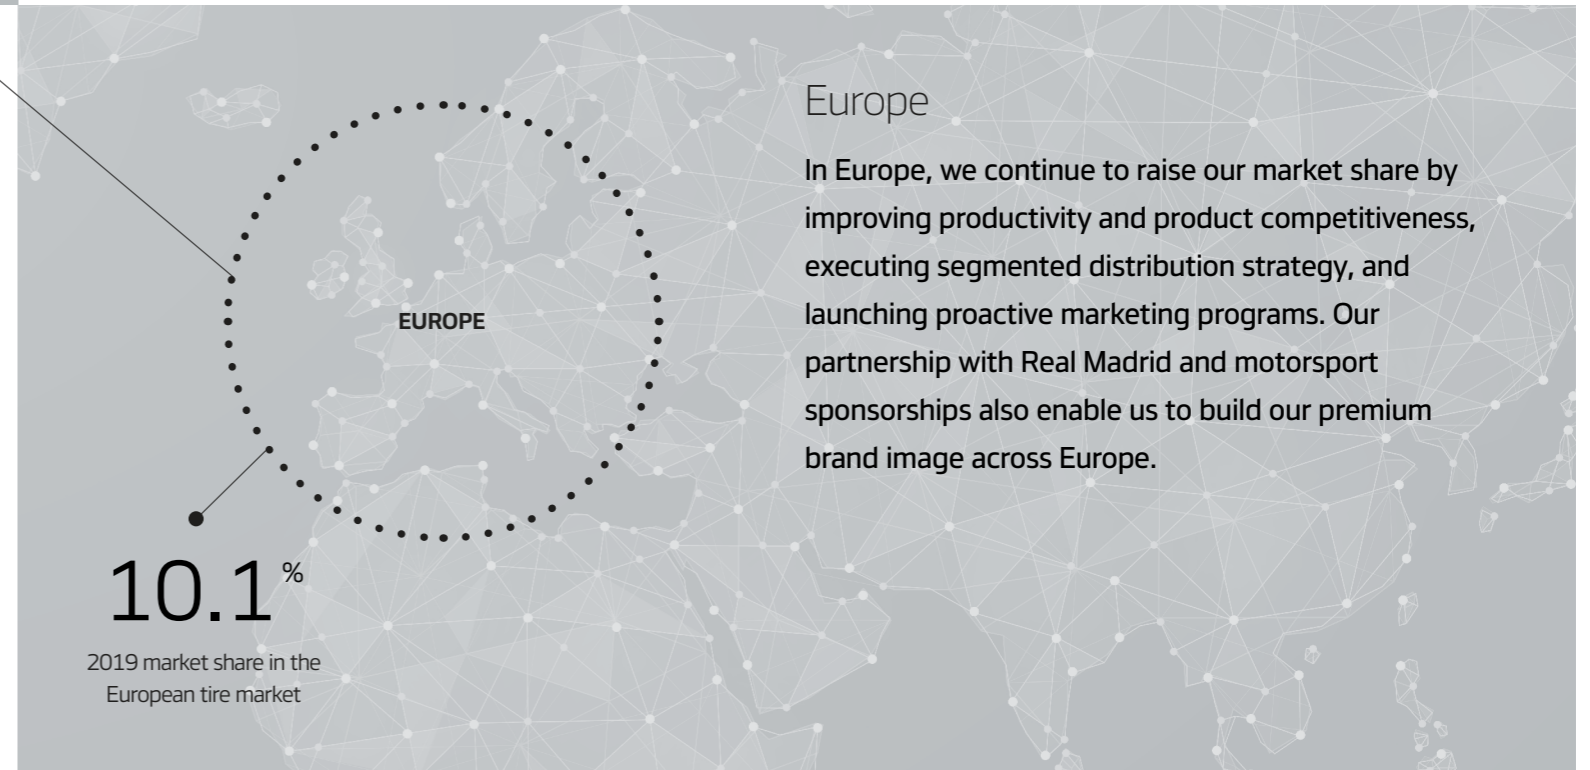 Europe
In Europe, we continue to raise our market share by
improving productivity and product competitiveness,
executing segmented distribution strategy, and
launching proactive marketing programs. Our
partnership with Real Madrid and motorsport
sponsorships also enable us to build our premium
brand image across Europe.
EUROPE
10.1%
2019 market share in the
European tire market